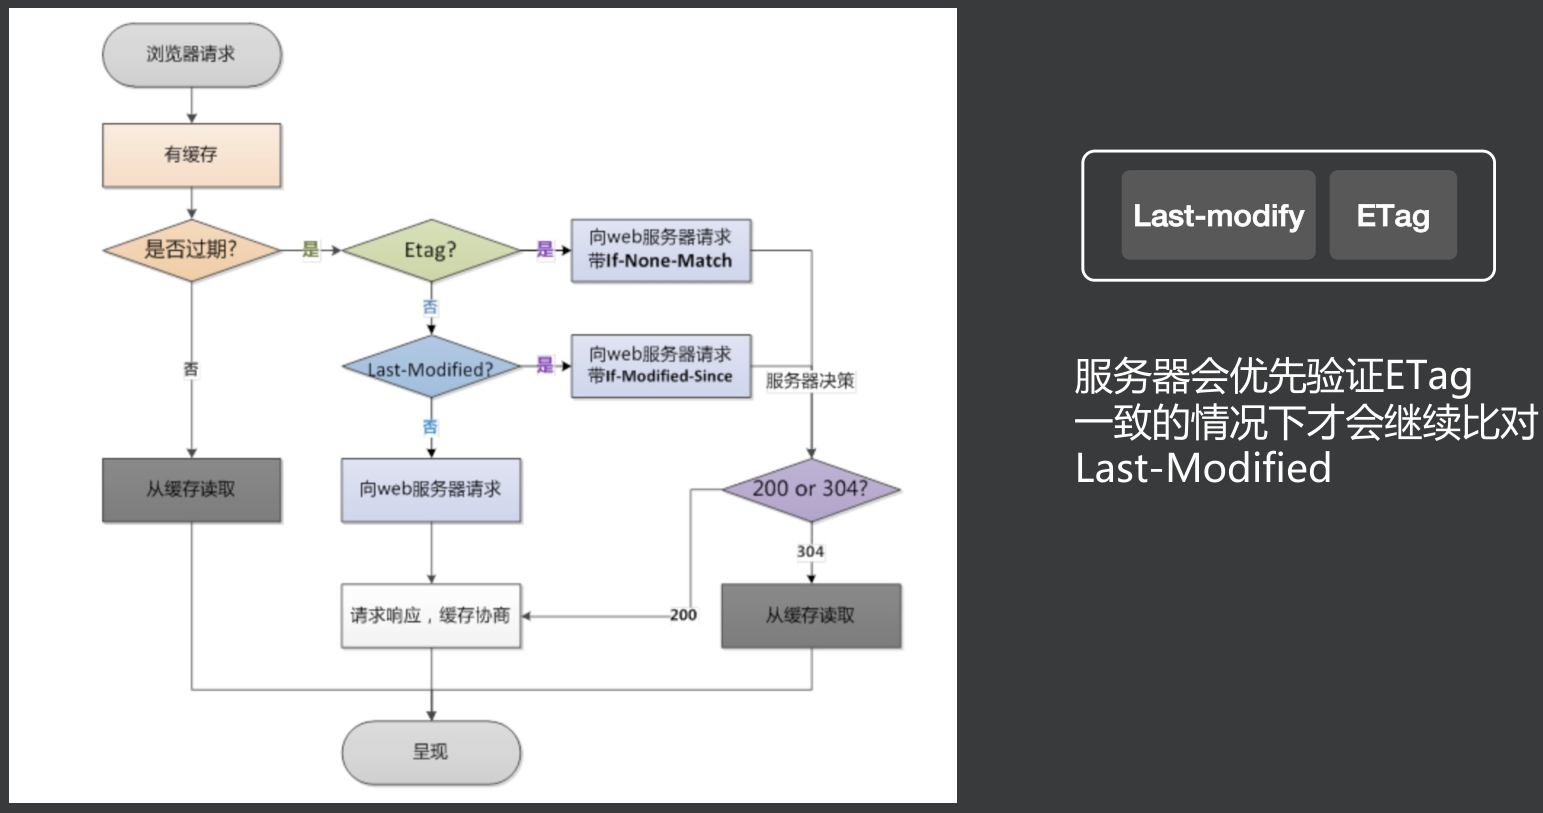 浏览器请求
有缓存
是否过期?
是
Etag?
是
向web服务器请求
带If-None-Match
否
否
Last-Modified?
是
向web服务器请求
带If-Modified-Since
服务器决策
否
从缓存读取
向web服务器请求
200 or 304?
304
请求响应，缓存协商
200
从缓存读取
呈现
Last-modify
ETag
服务器会优先验证ETag
一致的情况下才会继续比对
Last-Modified